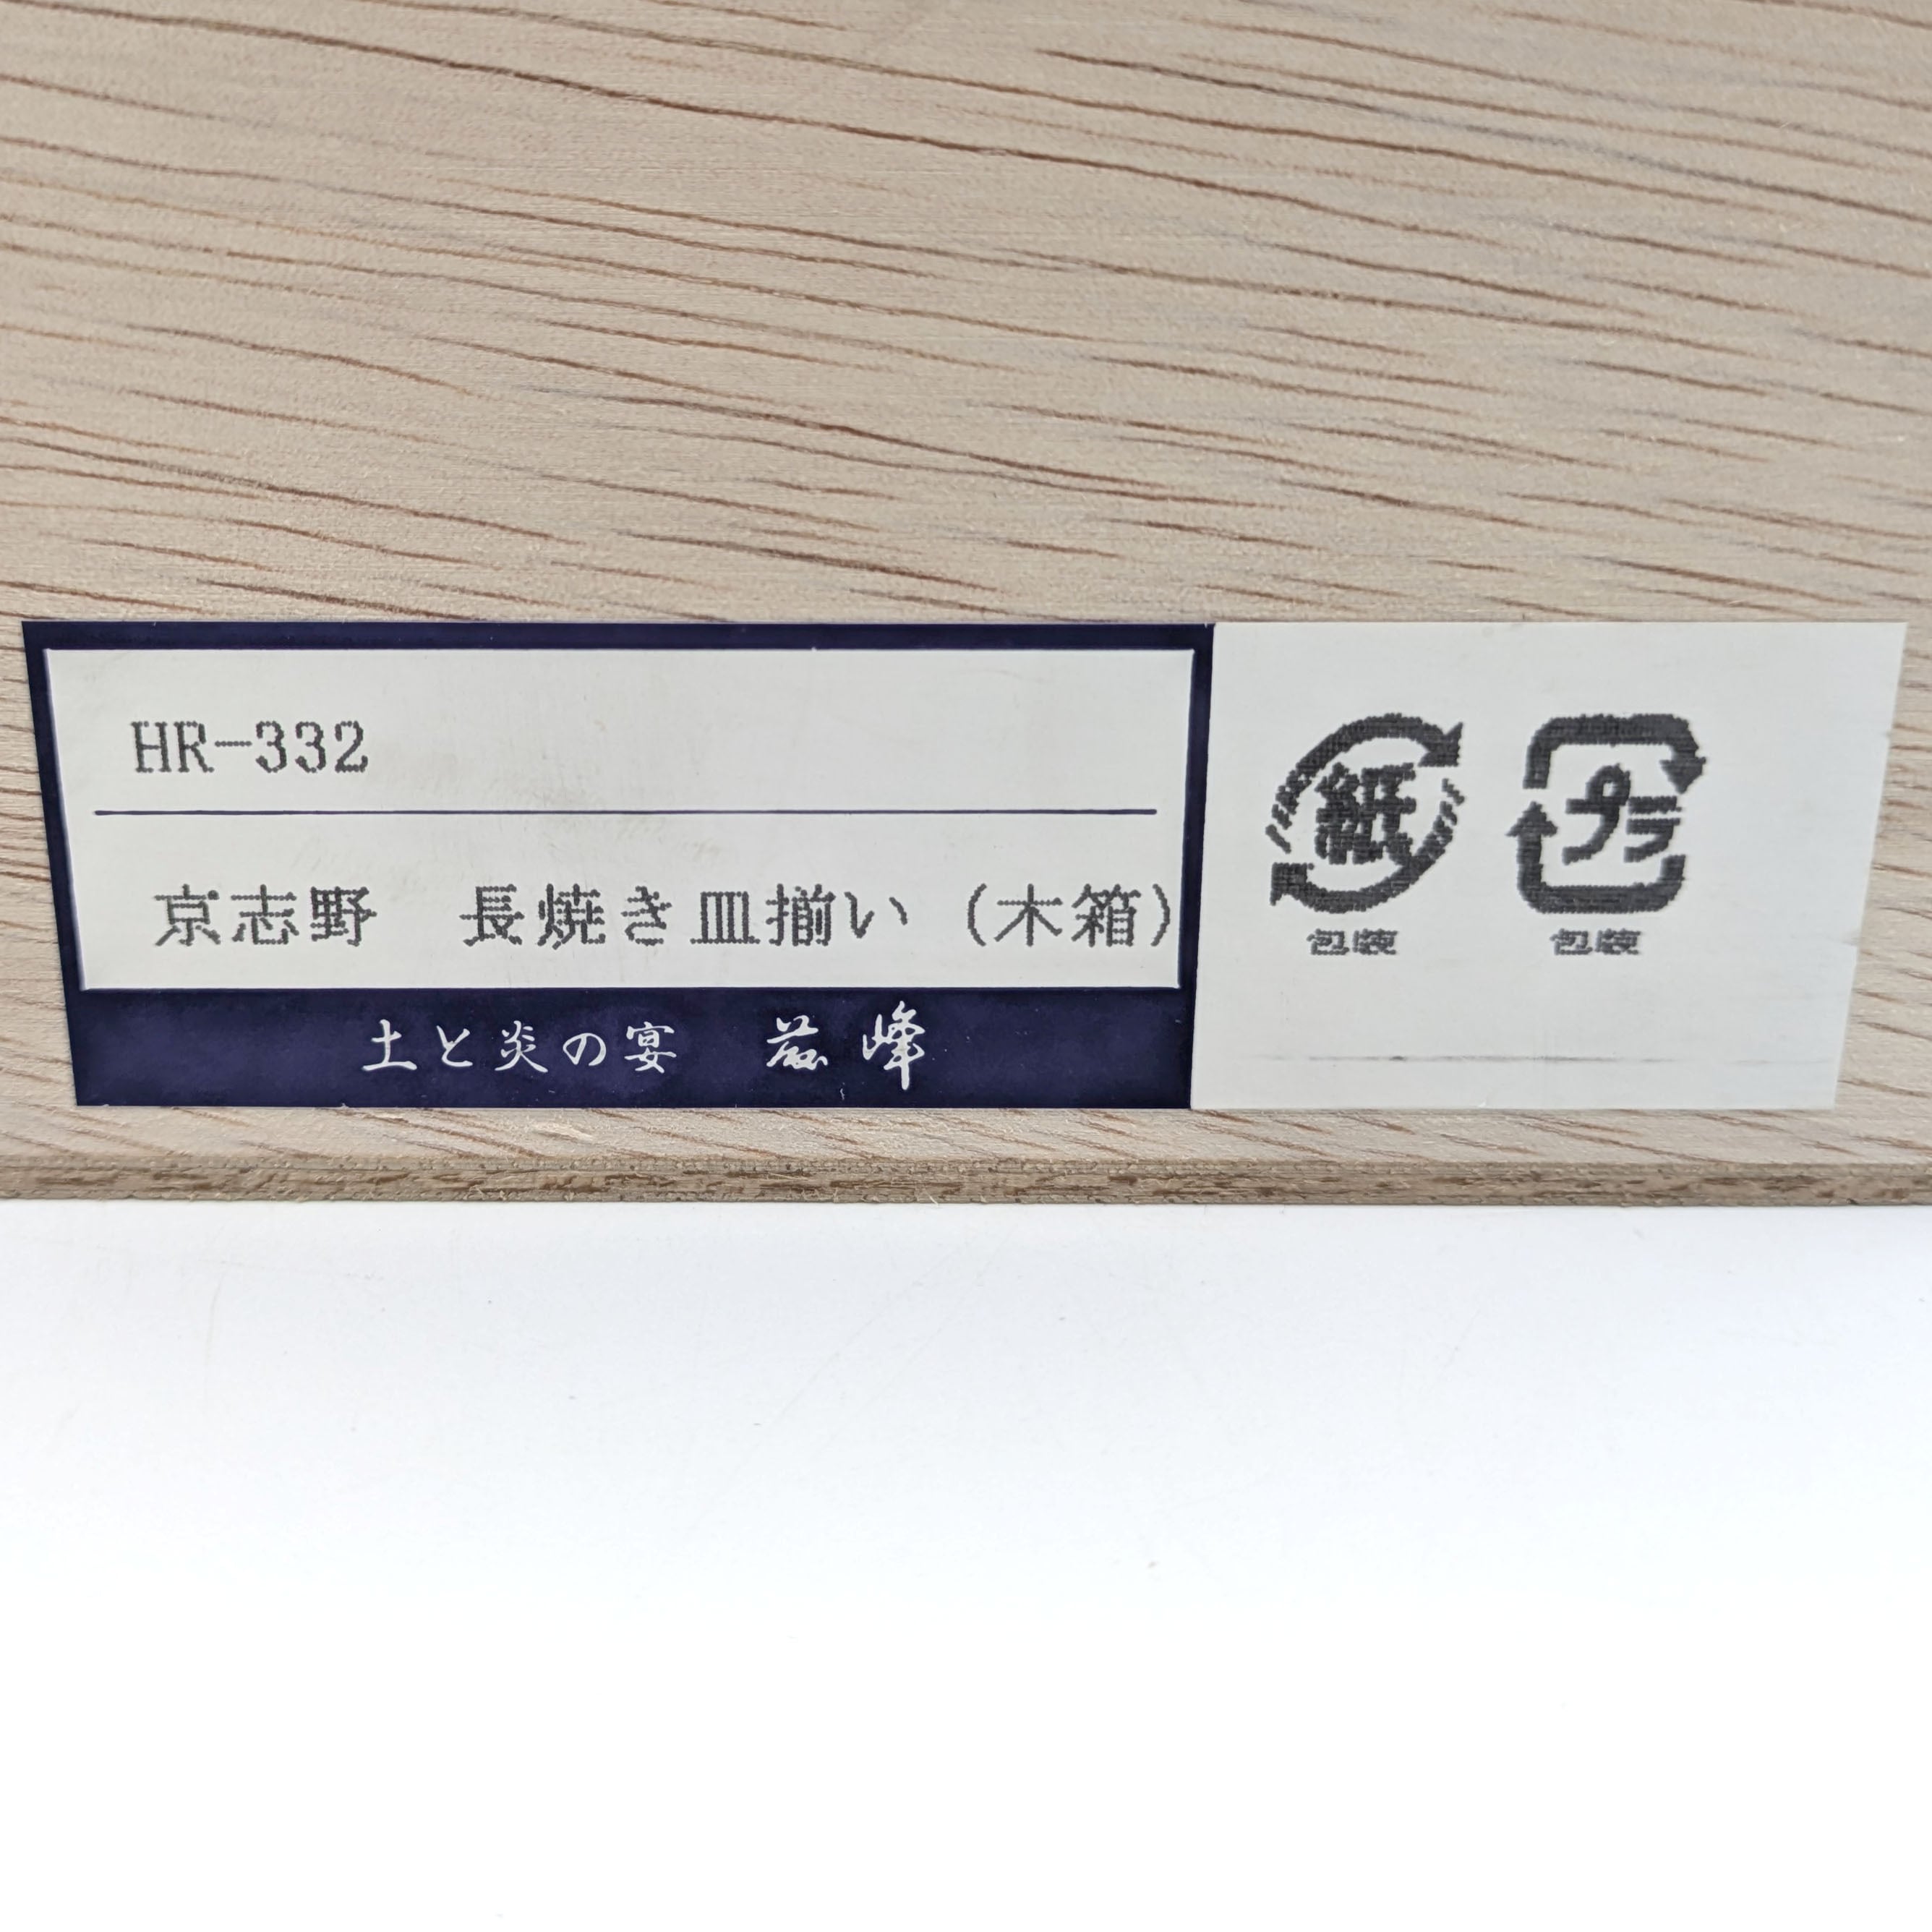 HR-332
京志野　長焼き皿揃い（木箱）
土と炎の宴　蔵峰
紙　プラ
包装　包装